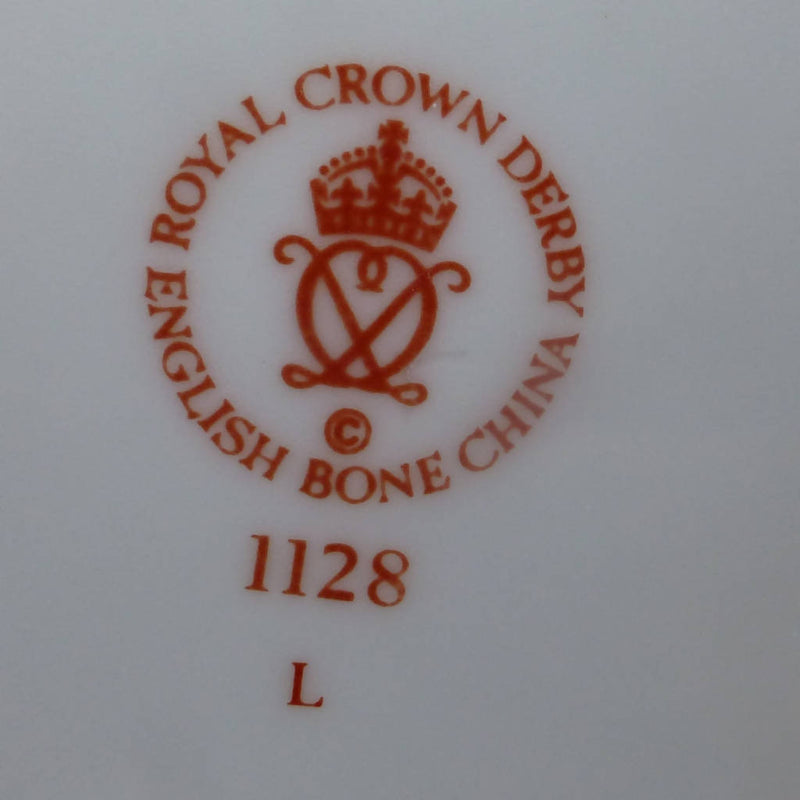 ROYAL CROWN DERBY
ENGLISH BONE CHINA
©
1128
L